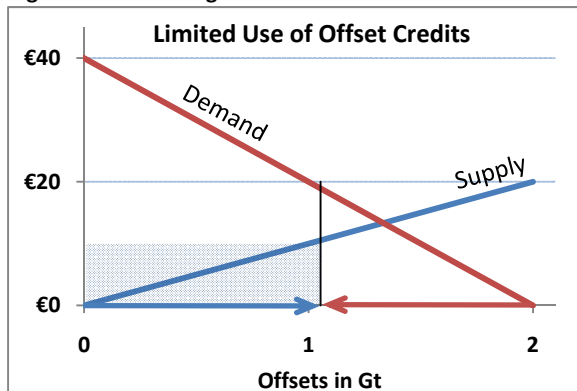 Limited Use of Offset Credits
€40
Demand
€20
Supply
€0
0 1 2
Offsets in Gt